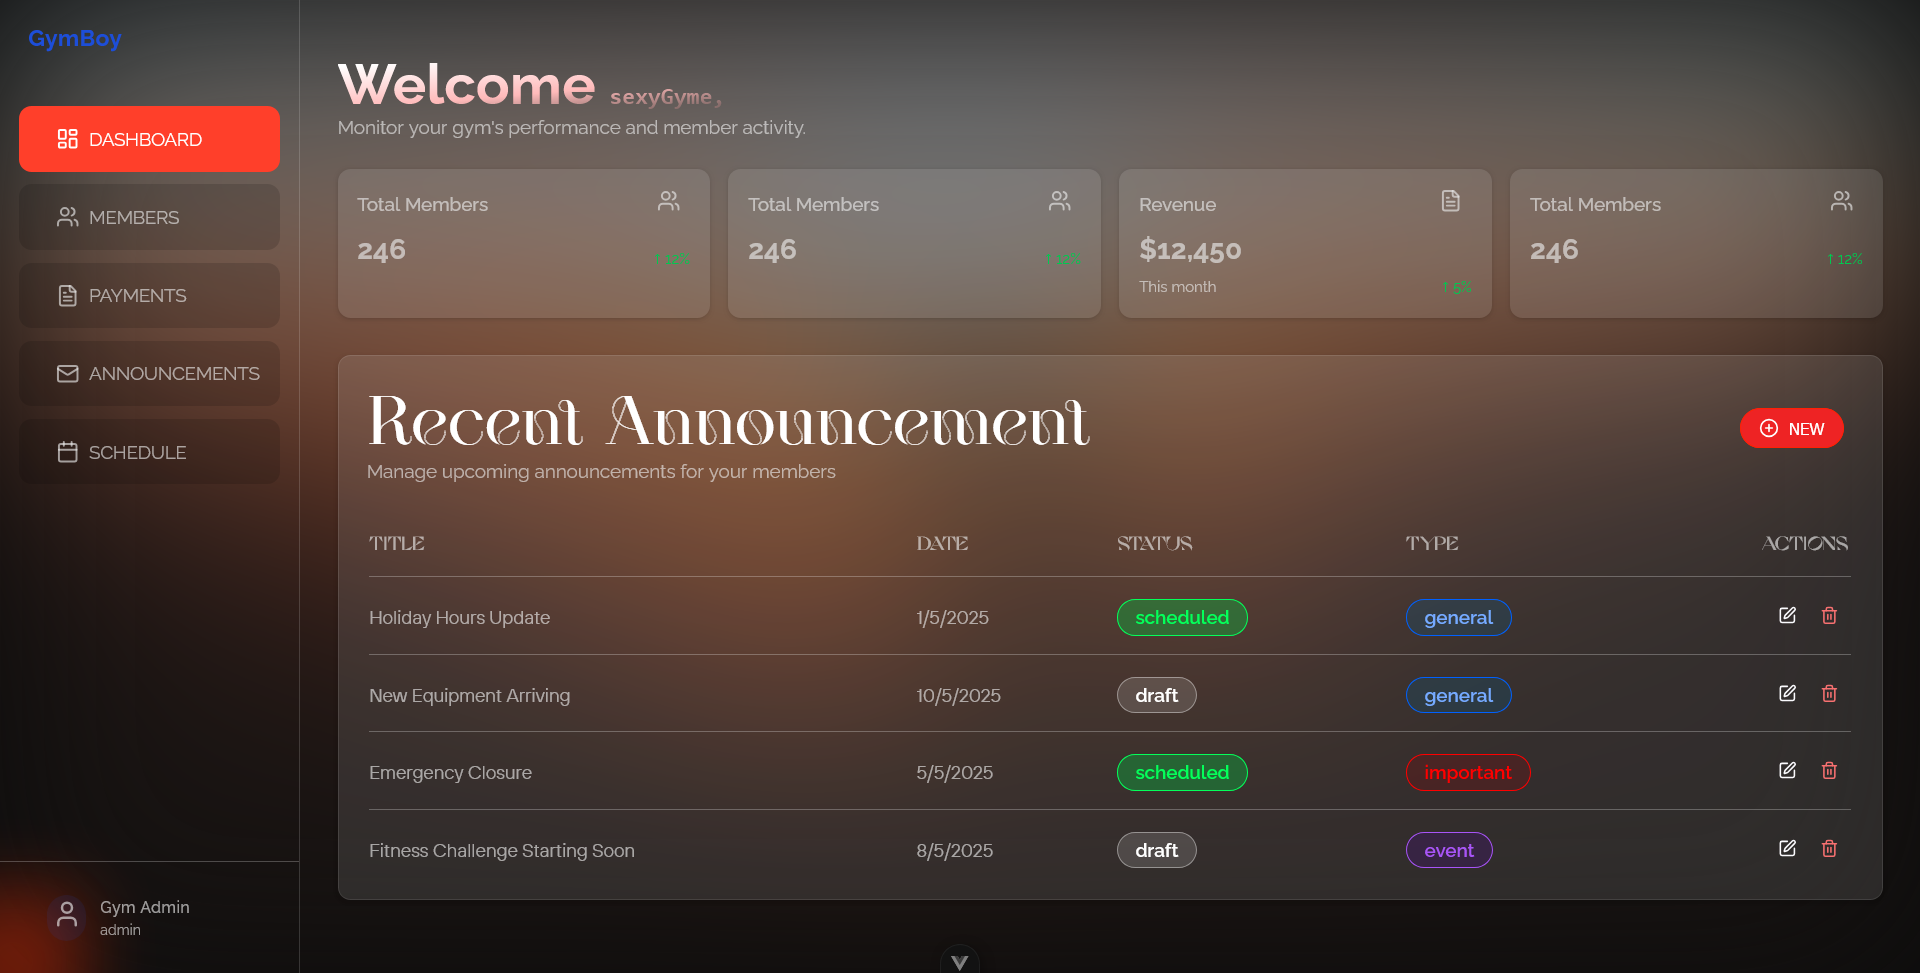 GymBoy
DASHBOARD
MEMBERS
PAYMENTS
ANNOUNCEMENTS
SCHEDULE
Gym Admin
admin
Welcome sexyGyme,
Monitor your gym's performance and member activity.
Total Members
246
↑ 12%
Total Members
246
↑ 12%
Revenue
$12,450
This month
↑ 5%
Total Members
246
↑ 12%
Recent Announcement
Manage upcoming announcements for your members
NEW
TITLE DATE STATUS TYPE ACTIONS
Holiday Hours Update 1/5/2025 scheduled general
New Equipment Arriving 10/5/2025 draft general
Emergency Closure 5/5/2025 scheduled important
Fitness Challenge Starting Soon 8/5/2025 draft event